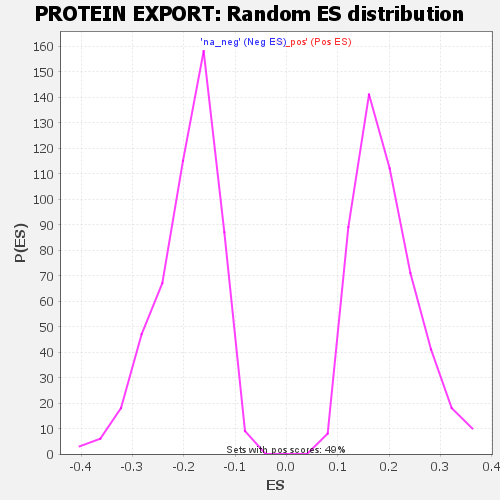 PROTEIN EXPORT: Random ES distribution
'na_neg' (Neg ES)_pos' (Pos ES)
160
150
140
130
120
110
100
90
80
70
60
50
40
30
20
10
0
P(ES)
Sets with pos scores: 49%
-0.4 -0.3 -0.2 -0.1 0.0 0.1 0.2 0.3 0.4
ES